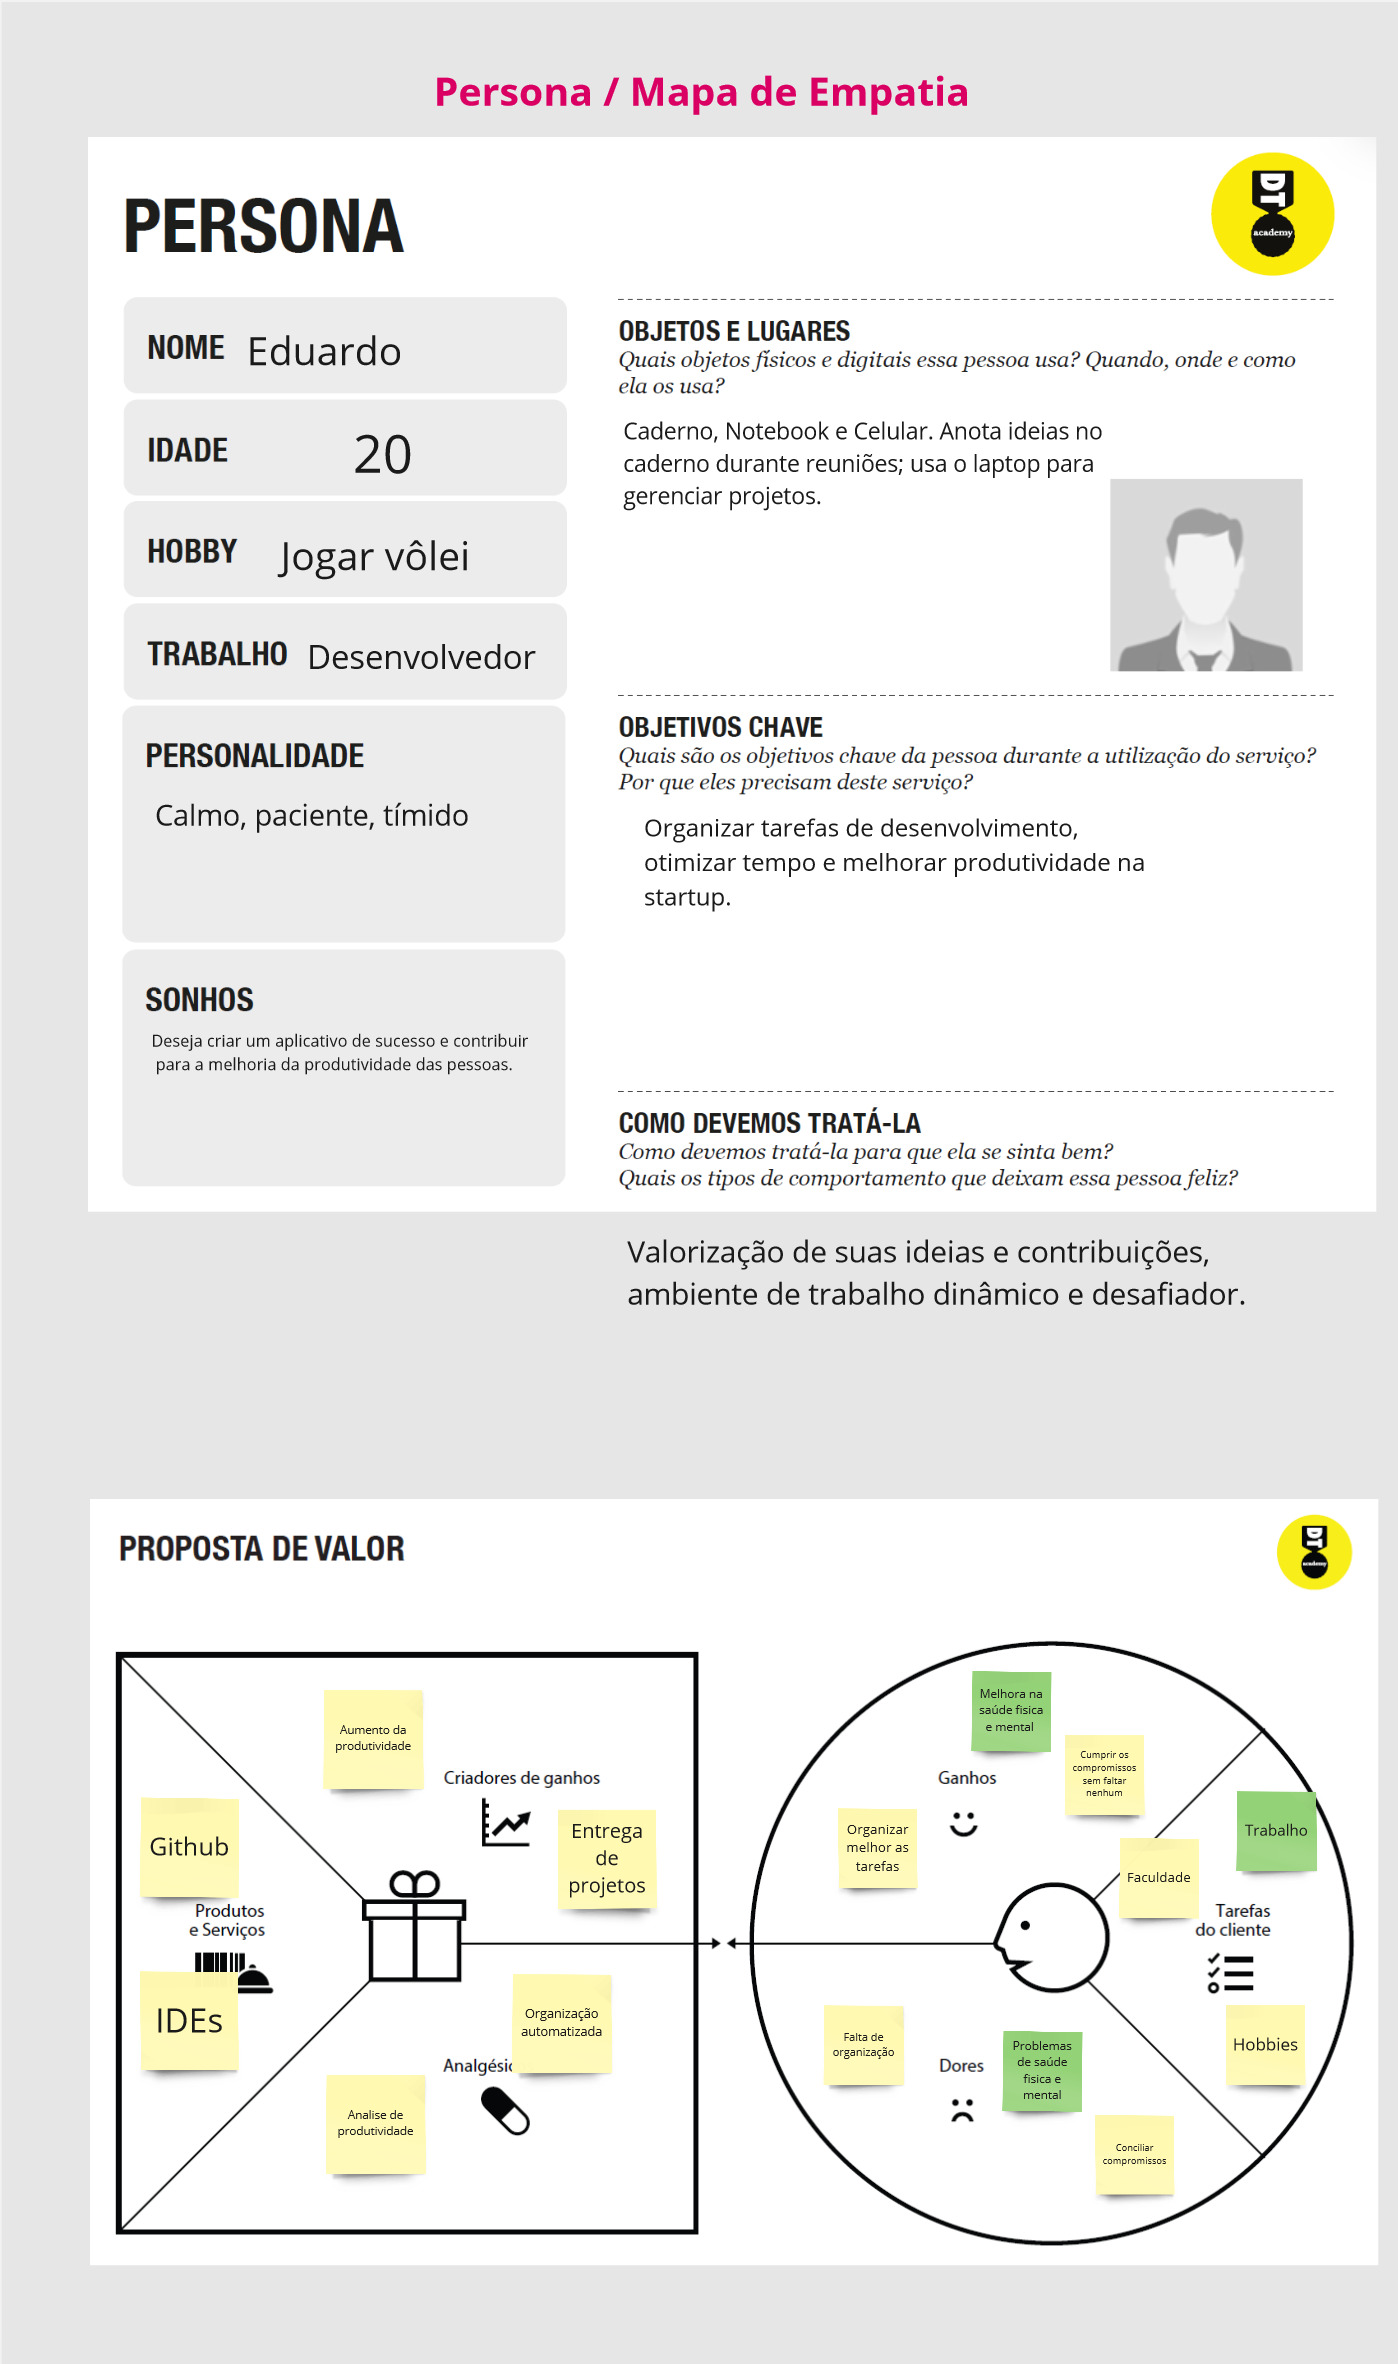 Persona / Mapa de Empatia
PERSONA
DT
academy
NOME Eduardo
IDADE 20
HOBBY Jogar vôlei
TRABALHO Desenvolvedor
PERSONALIDADE
Calmo, paciente, tímido
SONHOS
Deseja criar um aplicativo de sucesso e contribuir
para a melhoria da produtividade das pessoas.
OBJETOS E LUGARES
Quais objetos físicos e digitais essa pessoa usa? Quando, onde e como
ela os usa?
Caderno, Notebook e Celular. Anota ideias no
caderno durante reuniões; usa o laptop para
gerenciar projetos.
OBJETIVOS CHAVE
Quais são os objetivos chave da pessoa durante a utilização do serviço?
Por que eles precisam deste serviço?
Organizar tarefas de desenvolvimento,
otimizar tempo e melhorar produtividade na
startup.
COMO DEVEMOS TRATÁ-LA
Como devemos tratá-la para que ela se sinta bem?
Quais os tipos de comportamento que deixam essa pessoa feliz?
Valorização de suas ideias e contribuições,
ambiente de trabalho dinâmico e desafiador.
PROPOSTA DE VALOR
DT
academy
Aumento da
produtividade
Criadores de ganhos
Entrega
de
projetos
Github
Produtos
e Serviços
IDEs
Organização
automatizada
Analgésic
Analise de
produtividade
Melhora na
saúde fisica
e mental
Cumprir os
compromissos
sem faltar
nenhum
Ganhos
Organizar
melhor as
tarefas
Trabalho
Faculdade
Tarefas
do cliente
Hobbies
Falta de
organização
Dores
Problemas
de saúde
fisica e
mental
Conciliar
compromissos